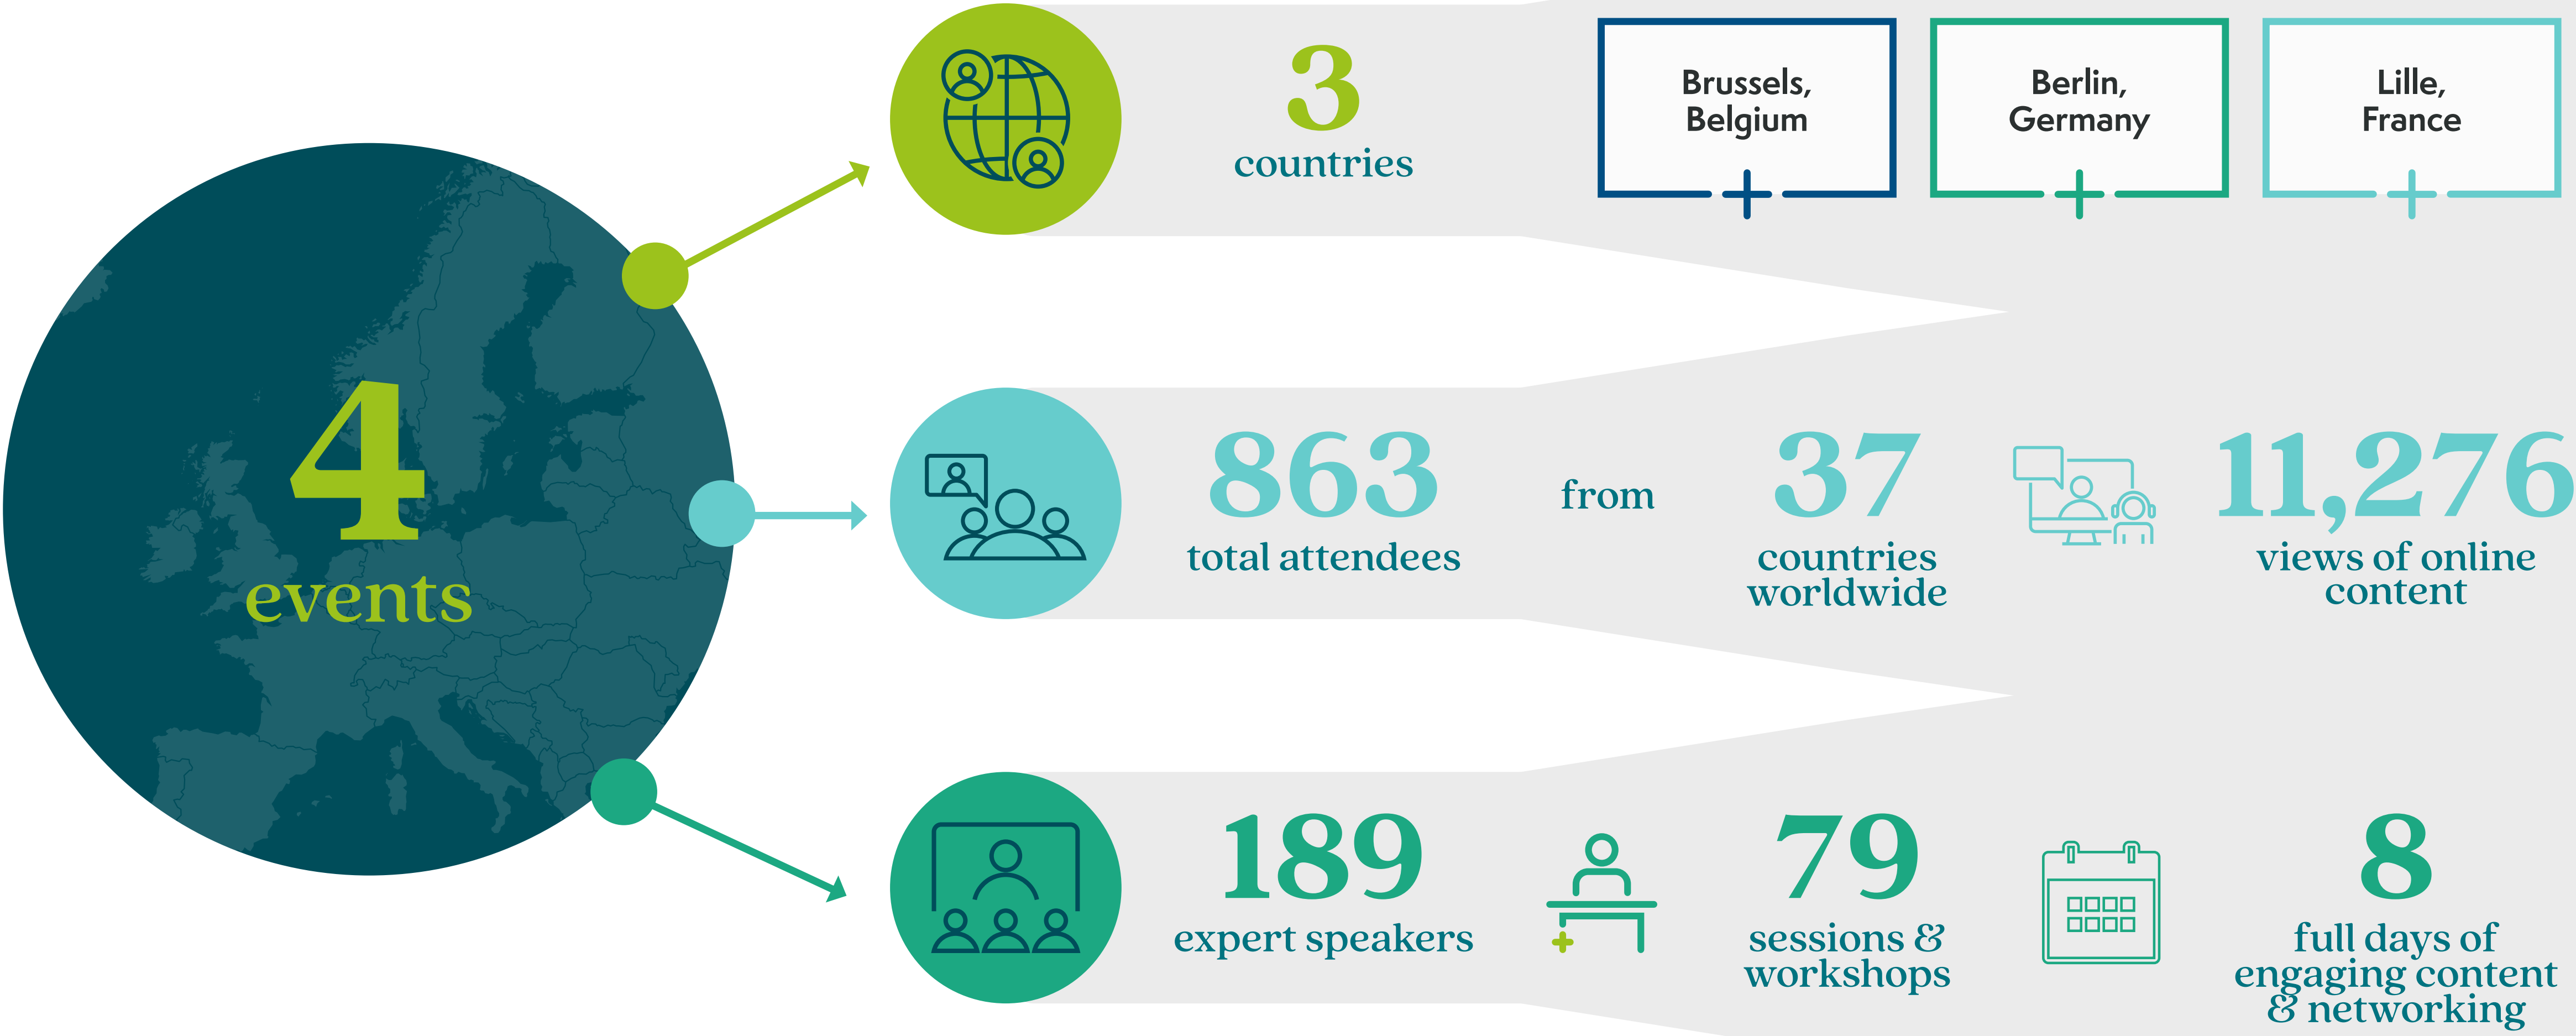 4
events
3
countries
Brussels,
Belgium
Berlin,
Germany
Lille,
France
863
total attendees
from
37
countries
worldwide
11,276
views of online
content
189
expert speakers
79
sessions &
workshops
8
full days of
engaging content
& networking